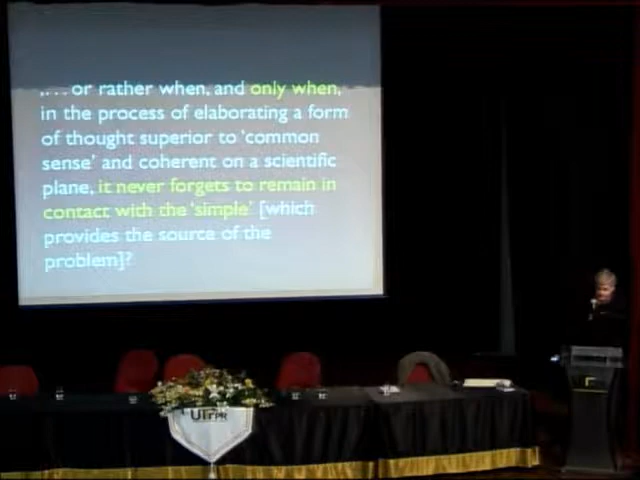 ,... or rather when, and only when,
in the process of elaborating a form
of thought superior to 'common
sense' and coherent on a scientific
plane, it never forgets to remain in
contact with the 'simple' [which
provides the source of the
problem]?
UTFPR